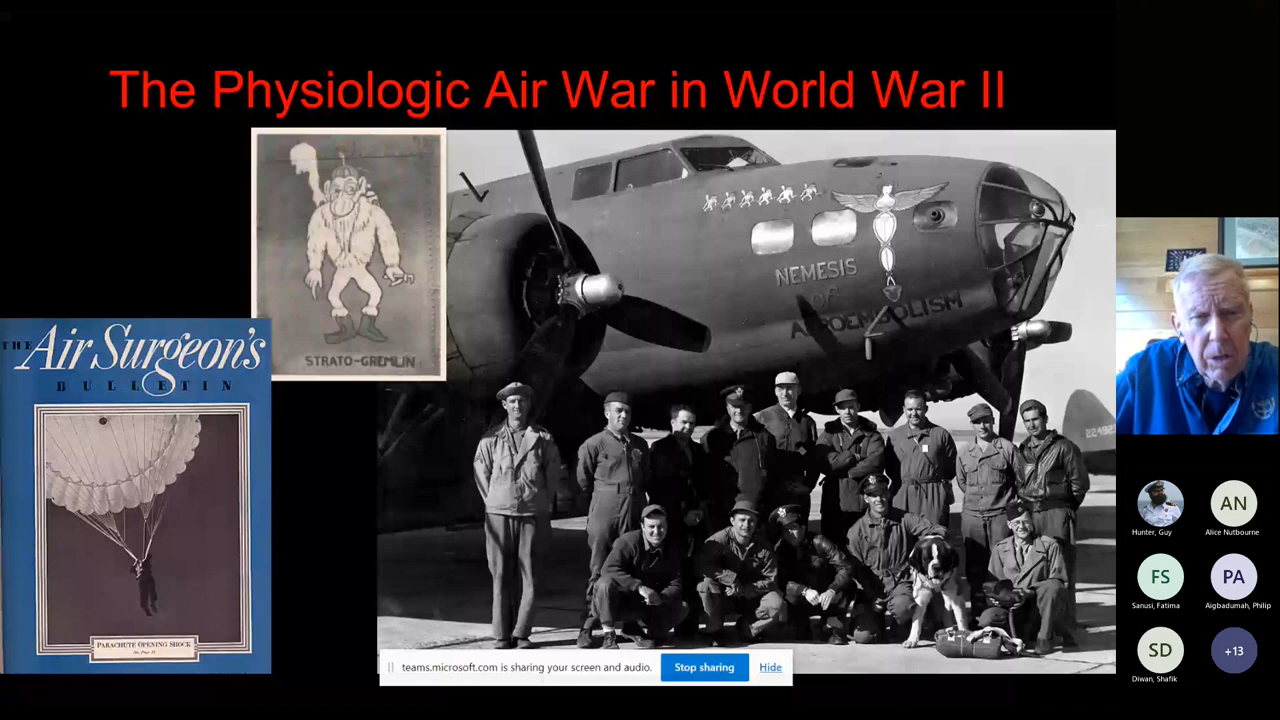 The Physiologic Air War in World War II
STRATO-GREMLIN
THE Air Surgeon's
BULLETIN
PARACHUTE OPENING SHOCK
NEMESIS
OF
AEROEMBOLISM
teams.microsoft.com is sharing your screen and audio.
Stop sharing
Hide
Hunter, Guy
AN
Alice Nutbourne
FS
Sanusi, Fatima
PA
Aigbadumah, Philip
SD
Diwan, Shafik
+13